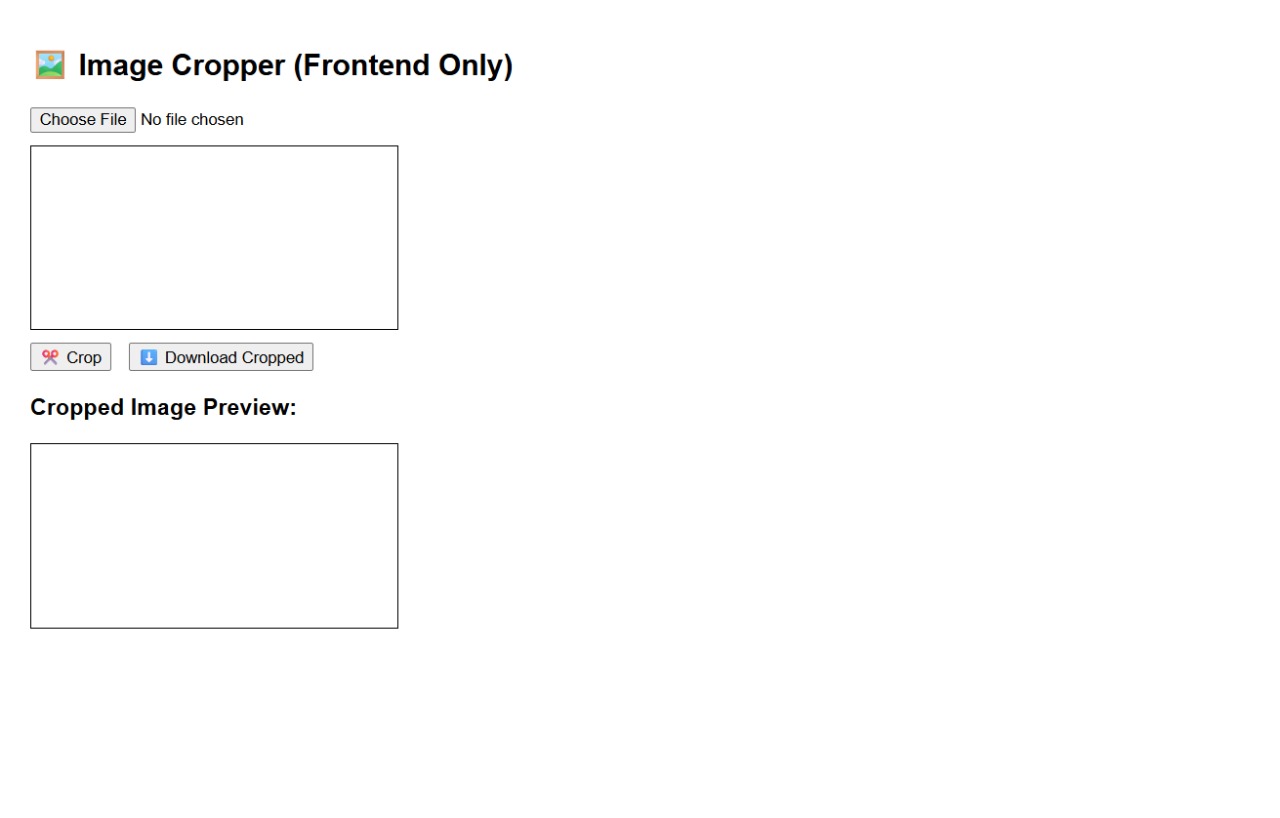 Image Cropper (Frontend Only)
Choose File No file chosen
Crop Download Cropped
Cropped Image Preview: